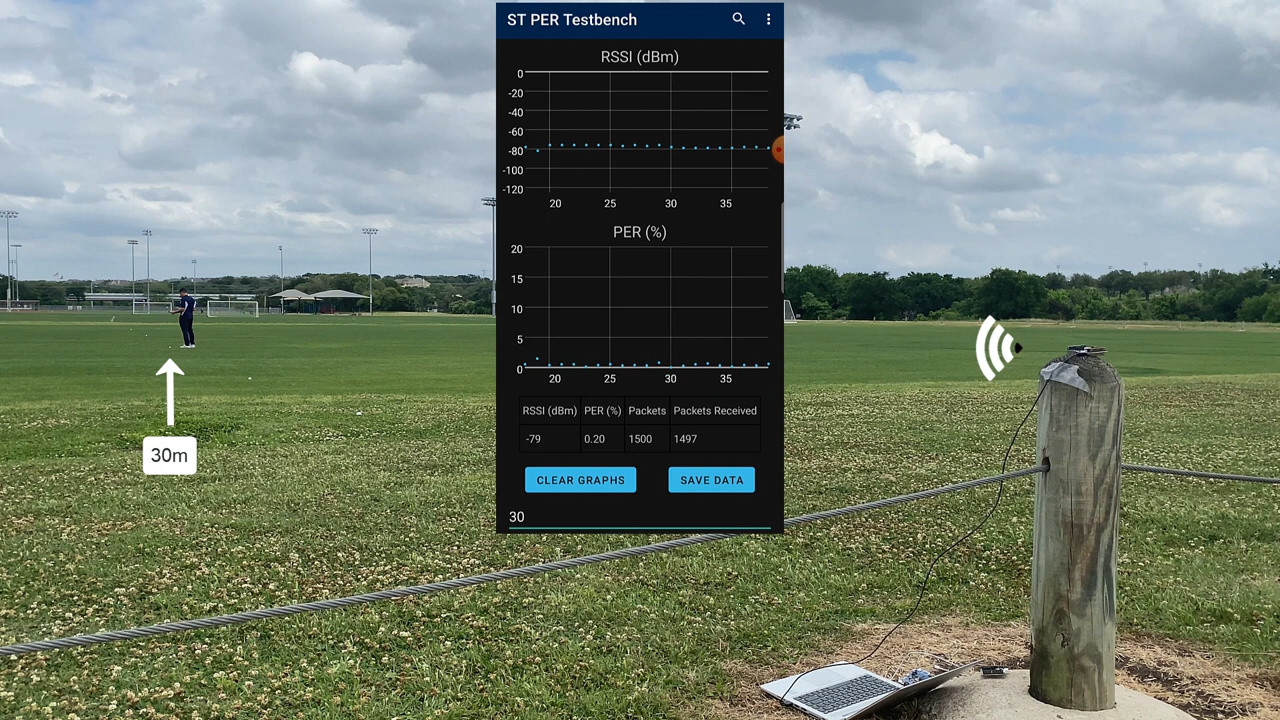 ST PER Testbench
RSSI (dBm)
0
-20
-40
-60
-80
-100
-120
20 25 30 35
PER (%)
20
15
10
5
0
20 25 30 35
RSSI (dBm) PER (%) Packets Packets Received
-79 0.20 1500 1497
CLEAR GRAPHS SAVE DATA
30
30m